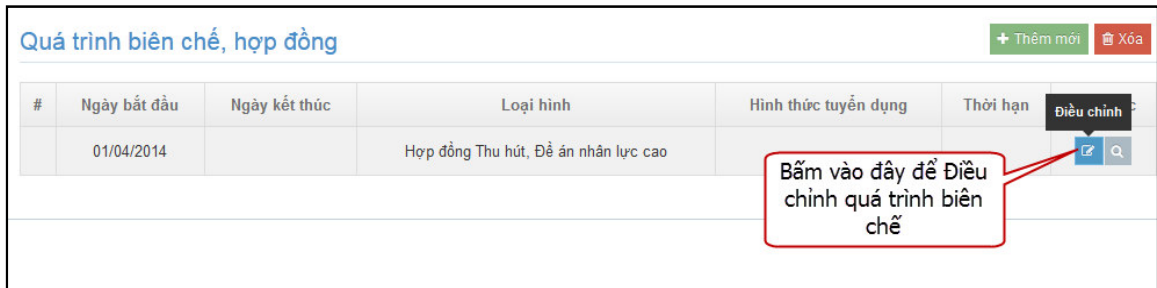 Quá trình biên chế, hợp đồng
Thêm mới
Xóa
# Ngày bắt đầu Ngày kết thúc Loại hình Hình thức tuyển dụng Thời hạn
Điều chỉnh
01/04/2014 Hợp đồng Thu hút, Đề án nhân lực cao
Bấm vào đây để Điều
chỉnh quá trình biên
chế